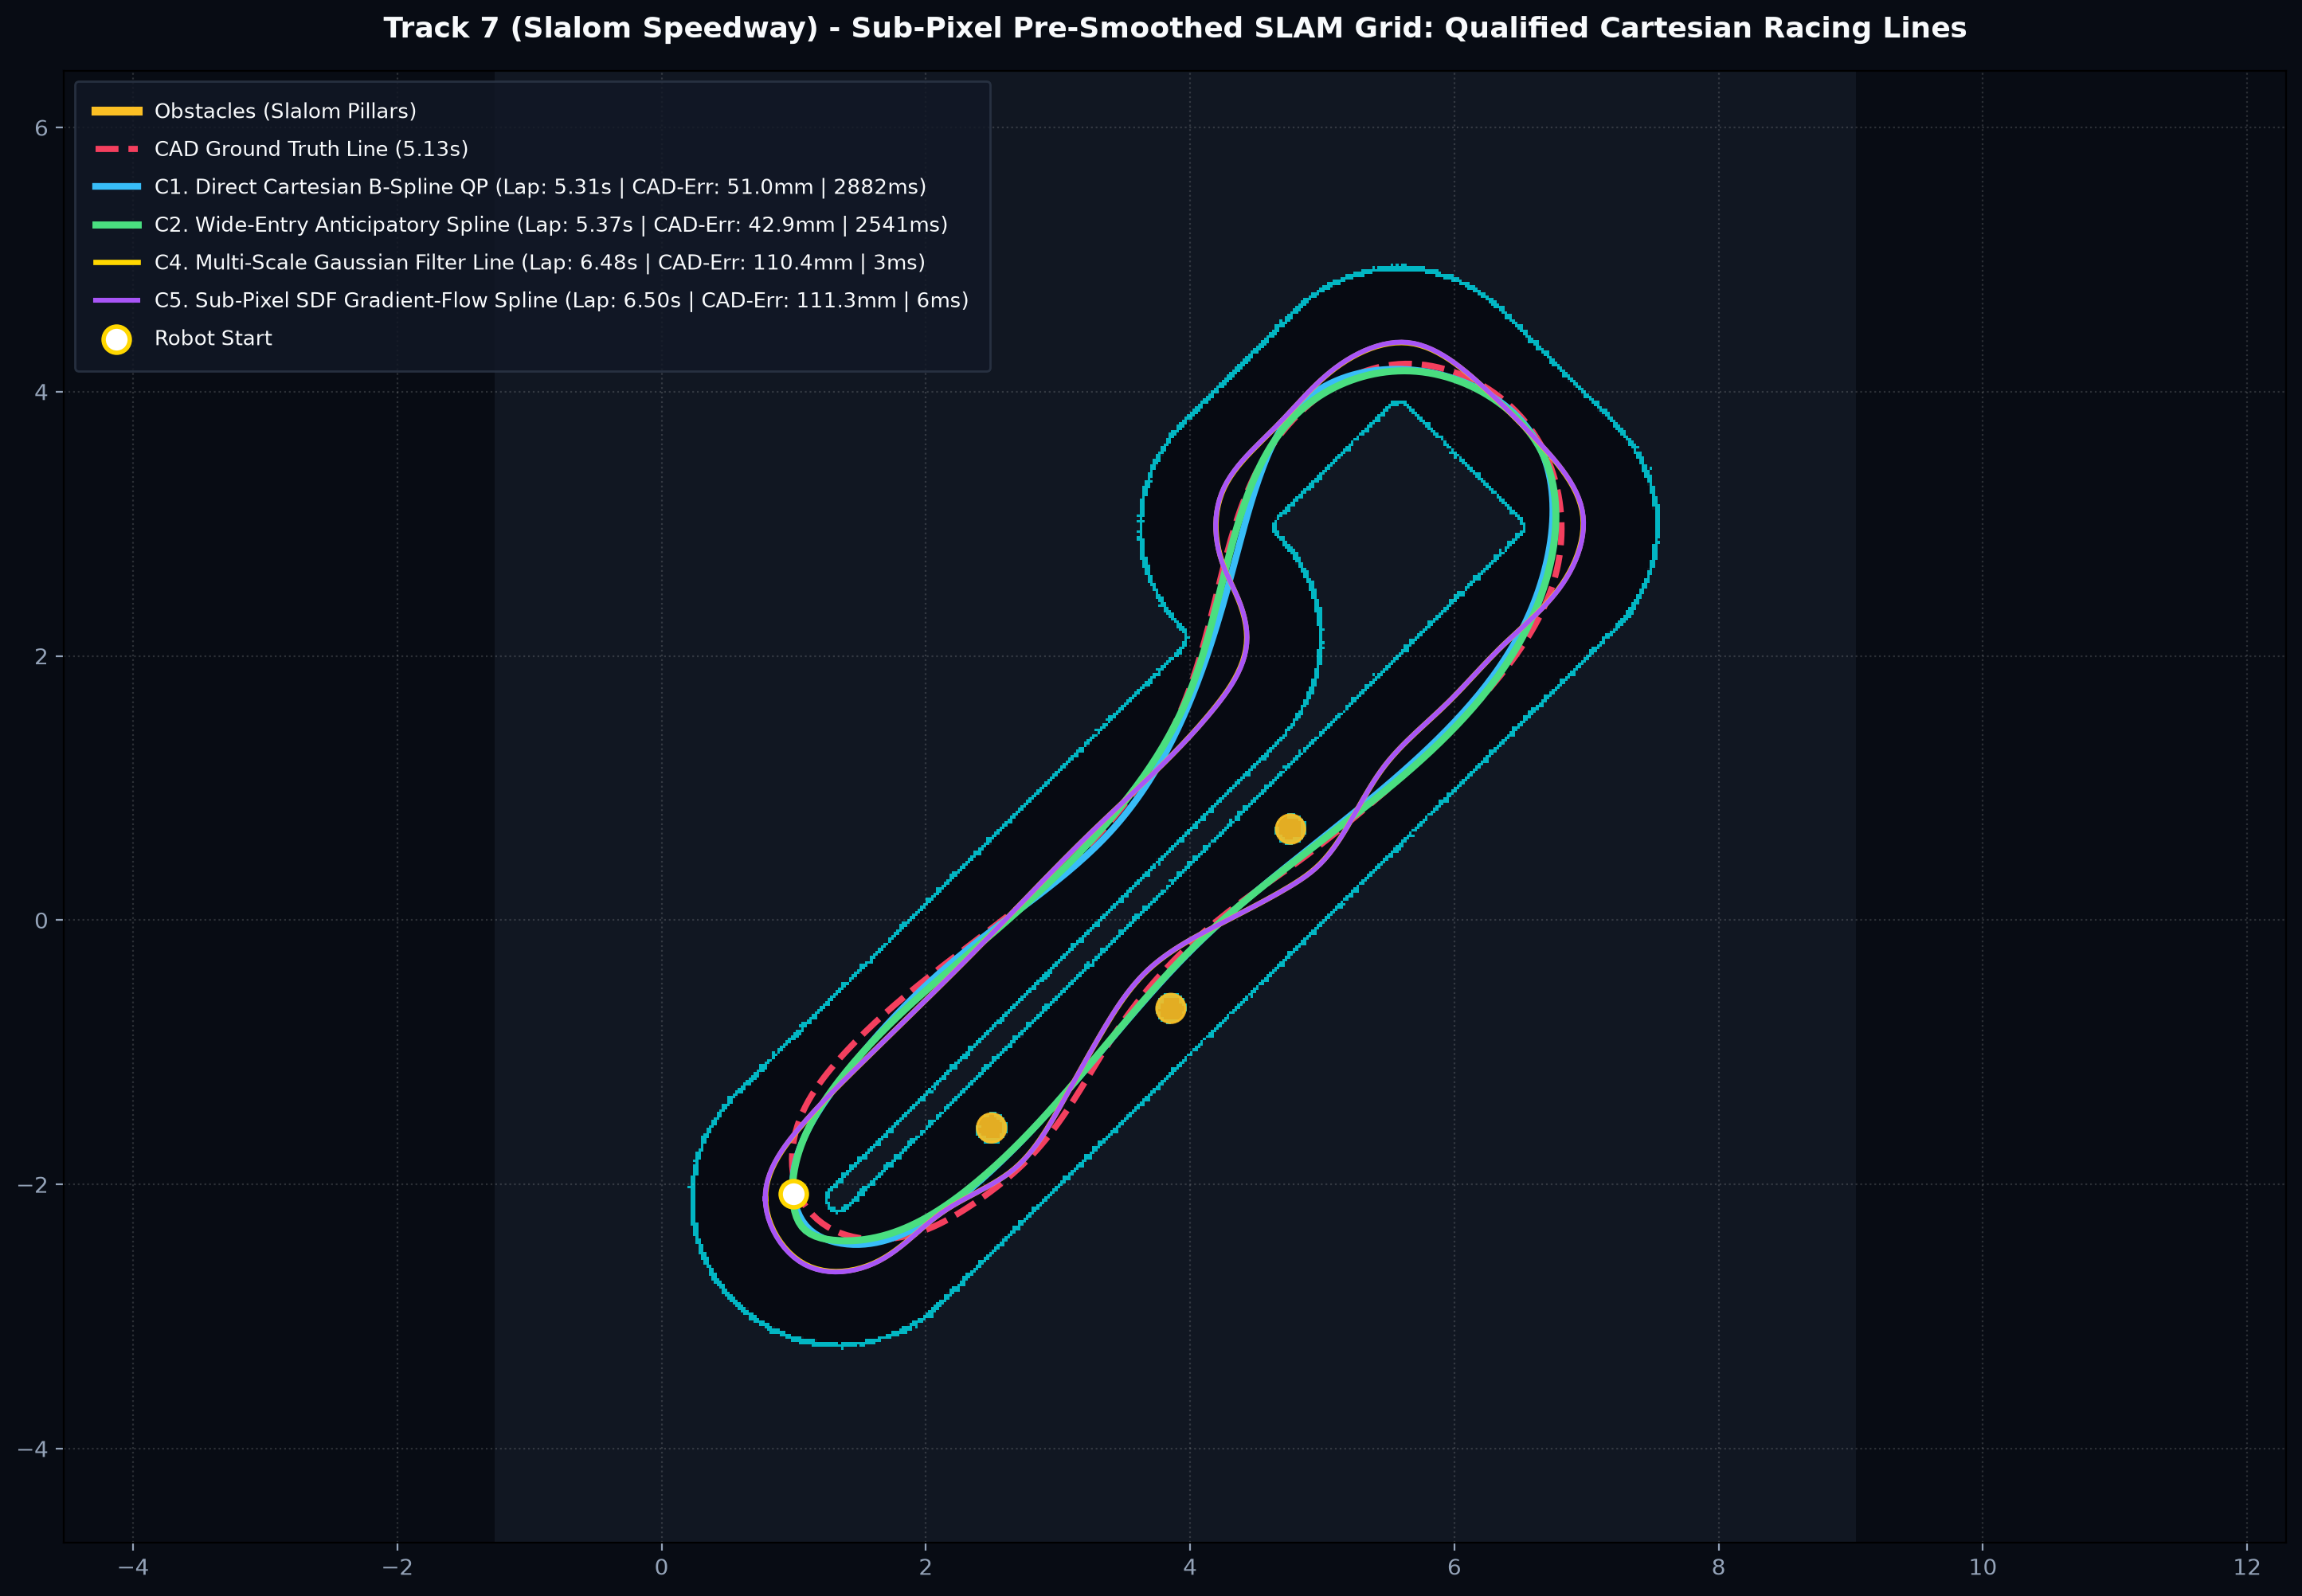 Track 7 (Slalom Speedway) - Sub-Pixel Pre-Smoothed SLAM Grid: Qualified Cartesian Racing Lines
Obstacles (Slalom Pillars)
CAD Ground Truth Line (5.13s)
C1. Direct Cartesian B-Spline QP (Lap: 5.31s | CAD-Err: 51.0mm | 2882ms)
C2. Wide-Entry Anticipatory Spline (Lap: 5.37s | CAD-Err: 42.9mm | 2541ms)
C4. Multi-Scale Gaussian Filter Line (Lap: 6.48s | CAD-Err: 110.4mm | 3ms)
C5. Sub-Pixel SDF Gradient-Flow Spline (Lap: 6.50s | CAD-Err: 111.3mm | 6ms)
Robot Start
6
4
2
0
−2
−4
−4 −2 0 2 4 6 8 10 12